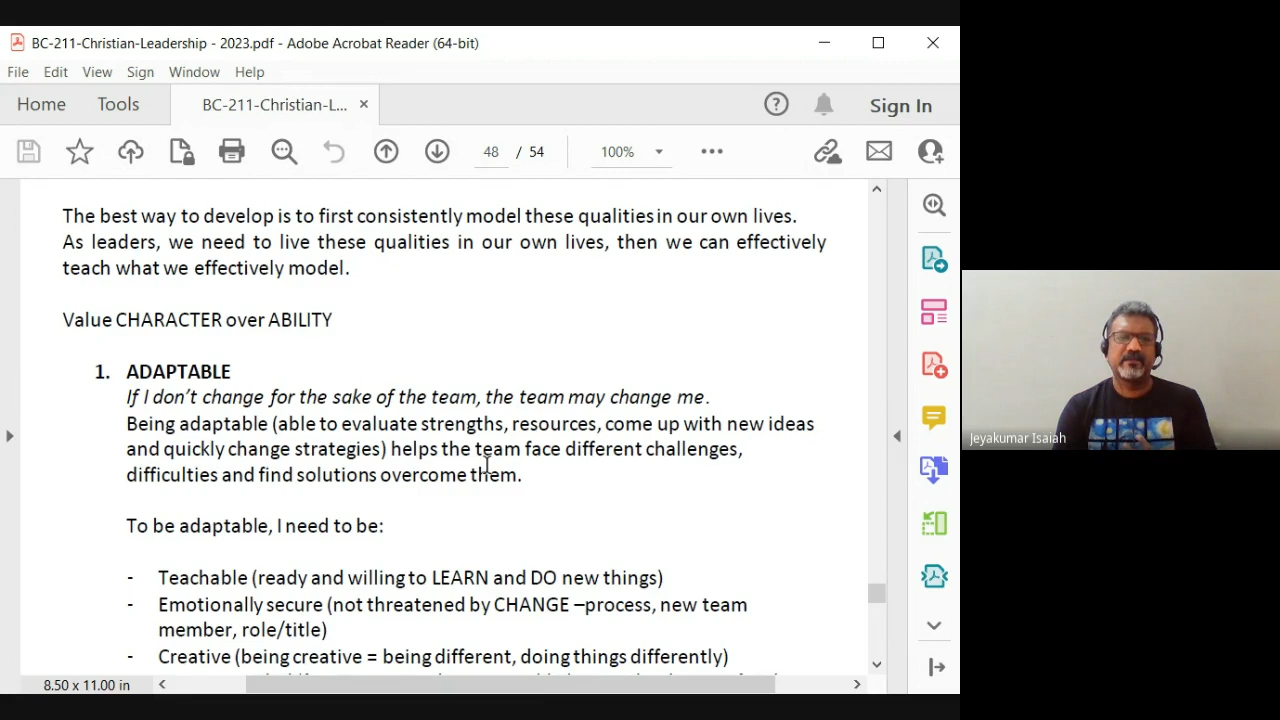 BC-211-Christian-Leadership - 2023.pdf - Adobe Acrobat Reader (64-bit)
File Edit View Sign Window Help
Home Tools BC-211-Christian-L... × Sign In
48 / 54 100%
The best way to develop is to first consistently model these qualities in our own lives.
As leaders, we need to live these qualities in our own lives, then we can effectively
teach what we effectively model.
Value CHARACTER over ABILITY
1. ADAPTABLE
If I don't change for the sake of the team, the team may change me.
Being adaptable (able to evaluate strengths, resources, come up with new ideas
and quickly change strategies) helps the team face different challenges,
difficulties and find solutions overcome them.
To be adaptable, I need to be:
- Teachable (ready and willing to LEARN and DO new things)
- Emotionally secure (not threatened by CHANGE –process, new team
member, role/title)
- Creative (being creative = being different, doing things differently)
8.50 x 11.00 in
Jeyakumar Isaiah